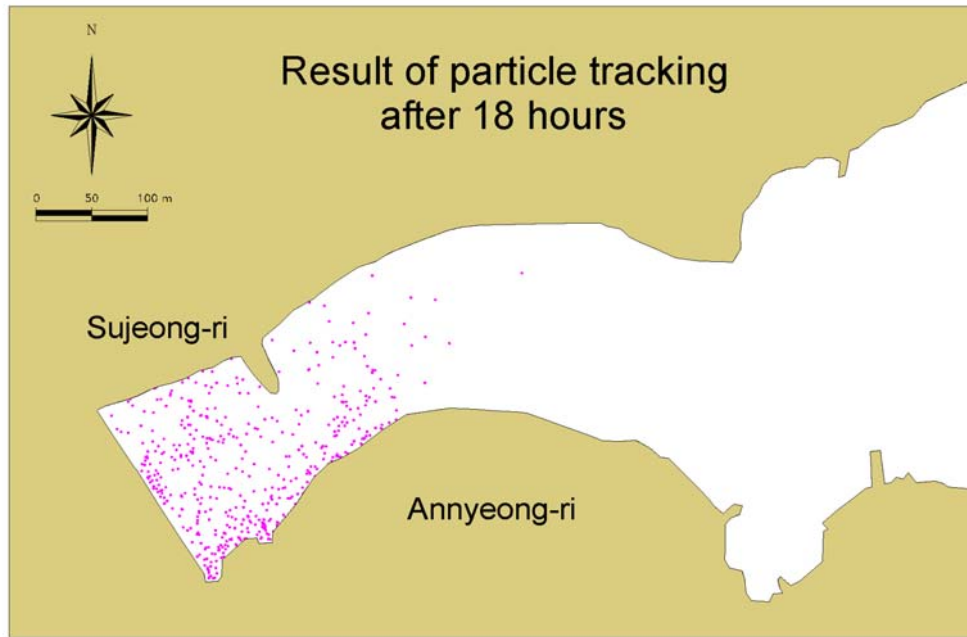 N
Result of particle tracking
after 18 hours
0 50 100 m
Sujeong-ri
Annyeong-ri